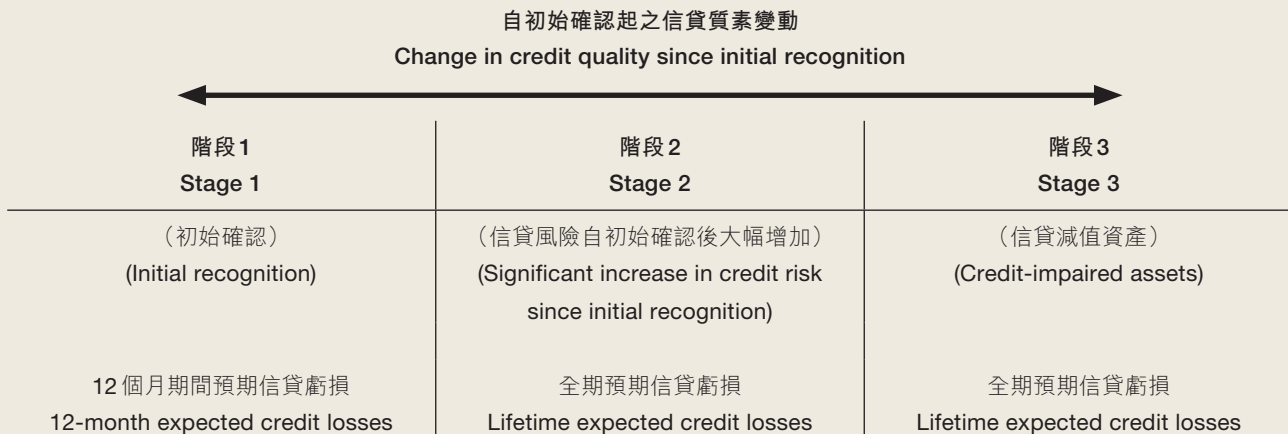 自初始確認起之信貸質素變動
Change in credit quality since initial recognition
階段1
Stage 1
階段2
Stage 2
階段3
Stage 3
（初始確認）
(Initial recognition)
（信貸風險自初始確認後大幅增加）
(Significant increase in credit risk
since initial recognition)
（信貸減值資產）
(Credit-impaired assets)
12個月期間預期信貸虧損
12-month expected credit losses
全期預期信貸虧損
Lifetime expected credit losses
全期預期信貸虧損
Lifetime expected credit losses